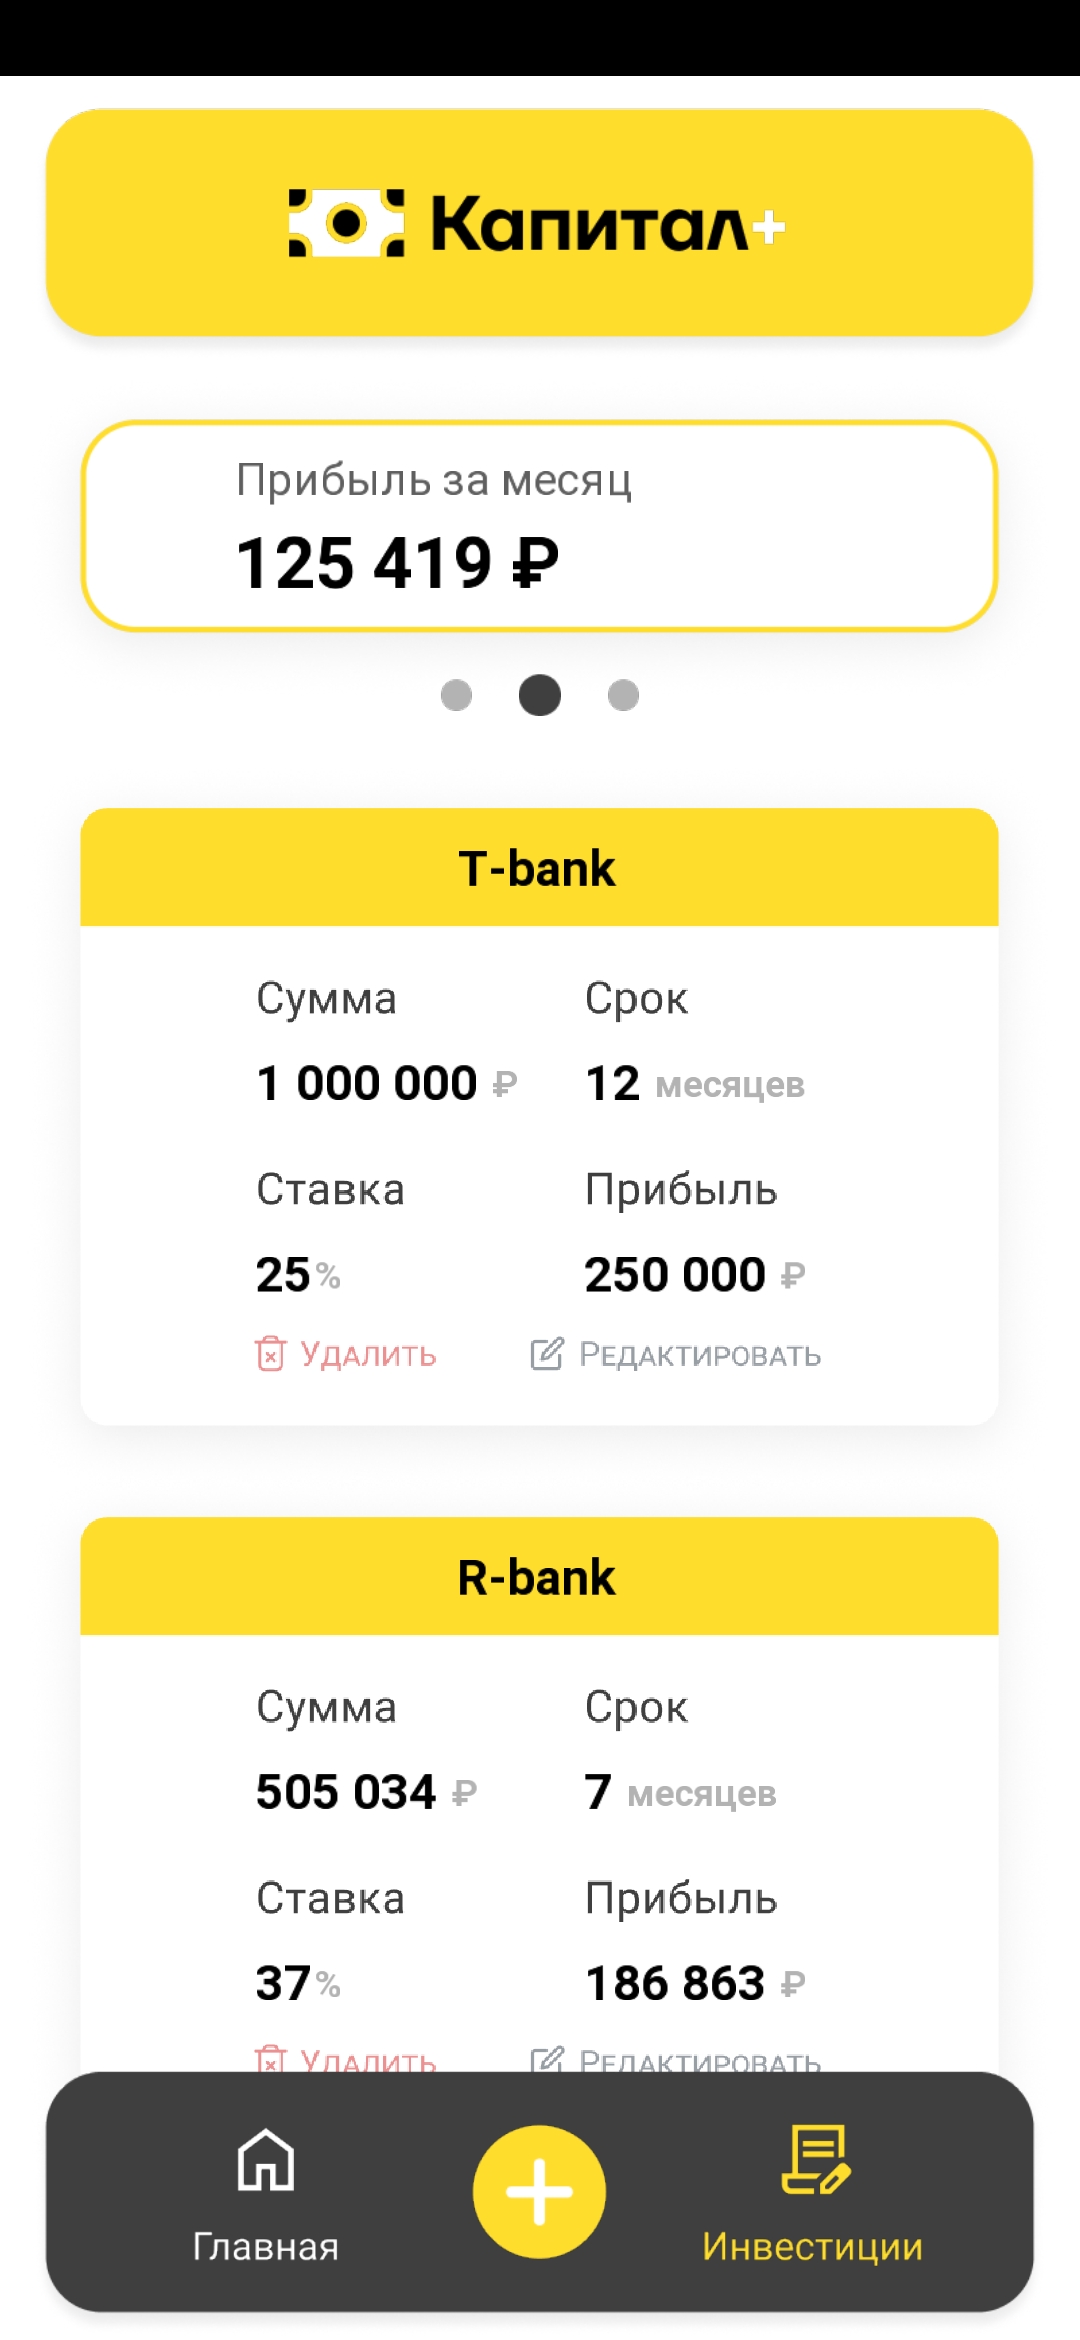 Капитал+
Прибыль за месяц
125 419 ₽
T-bank
Сумма Срок
1 000 000 ₽ 12 месяцев
Ставка Прибыль
25% 250 000 ₽
Удалить Редактировать
R-bank
Сумма Срок
505 034 ₽ 7 месяцев
Ставка Прибыль
37% 186 863 ₽
Удалить Редактировать
Главная Инвестиции